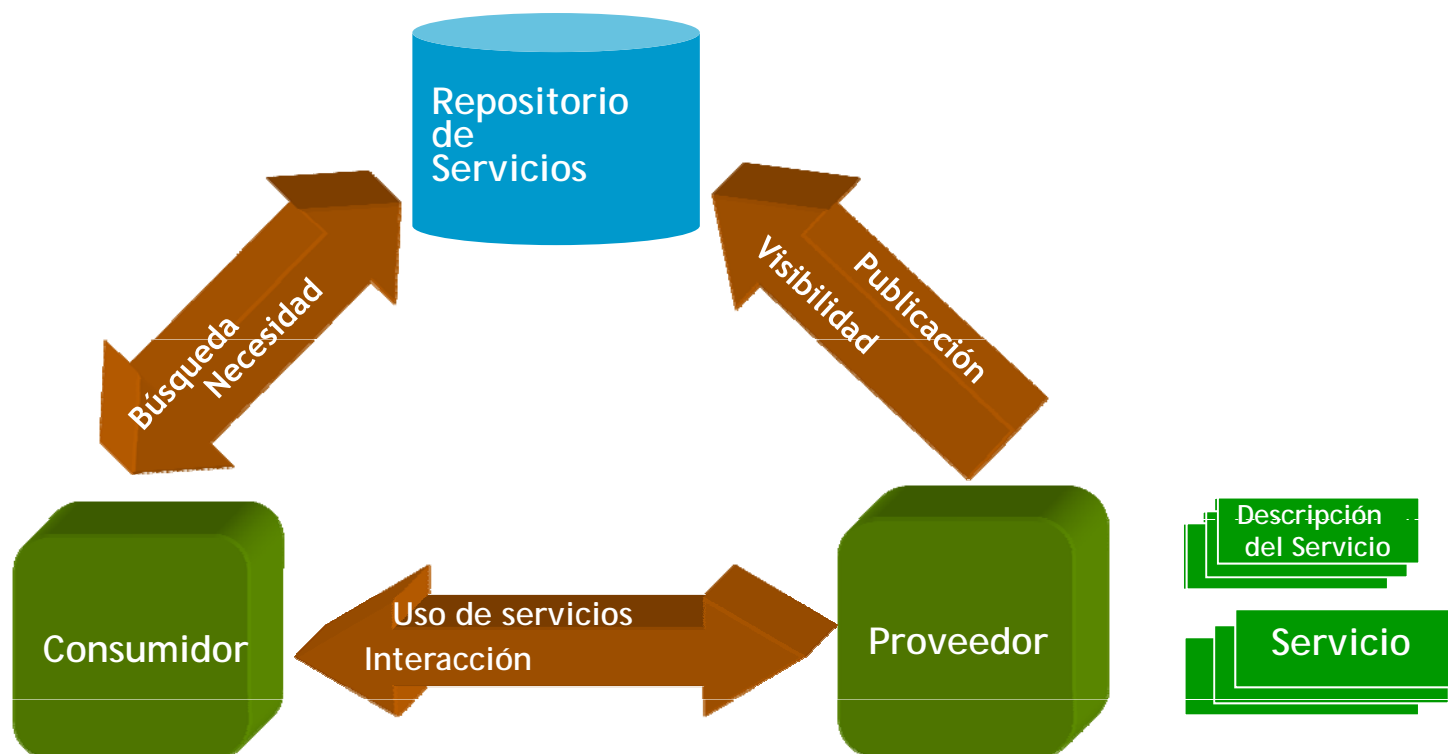 Repositorio
de
Servicios
Búsqueda
Necesidad
Visibilidad
Publicación
Descripción
del Servicio
Uso de servicios
Interacción
Consumidor
Proveedor
Servicio